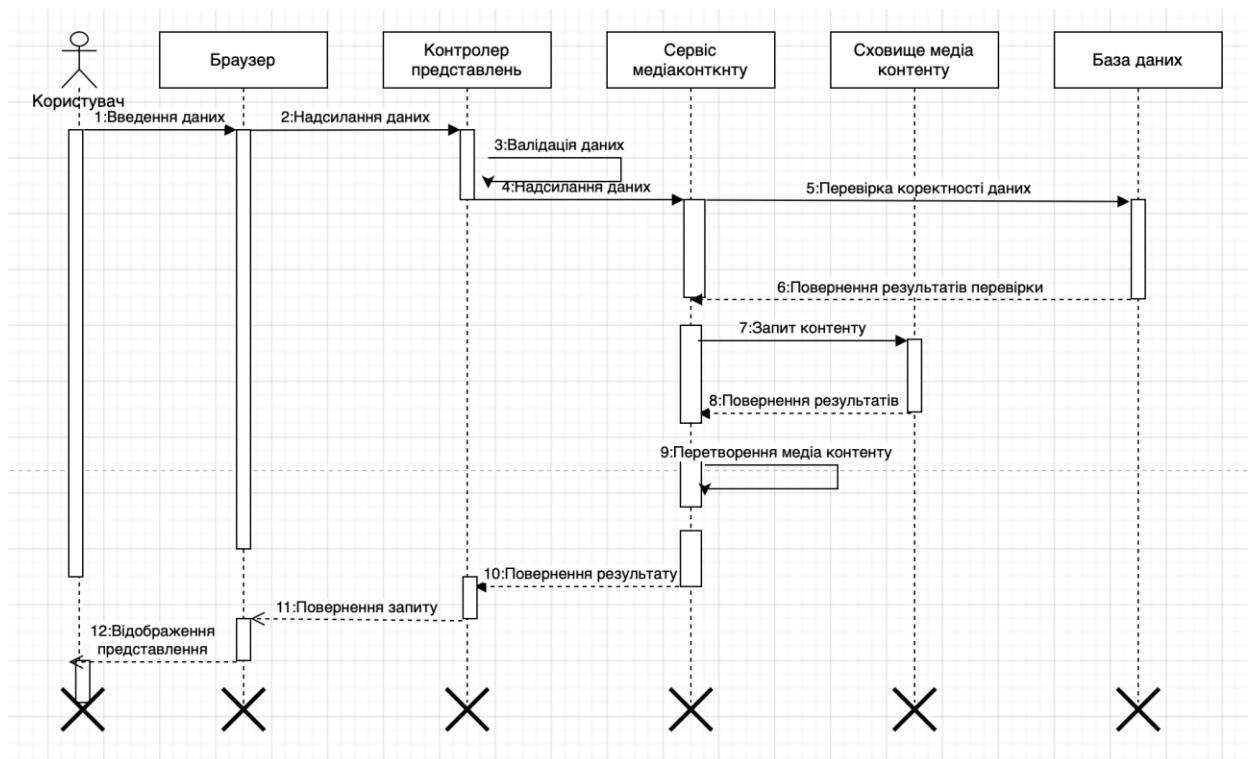 Браузер
Контролер
представлень
Сервіс
медіаконткнту
Сховище медіа
контенту
База даних
Користувач
1:Введення даних
2:Надсилання даних
3:Валідація даних
4:Надсилання даних
5:Перевірка коректності даних
6:Повернення результатів перевірки
7:Запит контенту
8:Повернення результатів
9:Перетворення медіа контенту
10:Повернення результату
11:Повернення запиту
12:Відображення
представлення